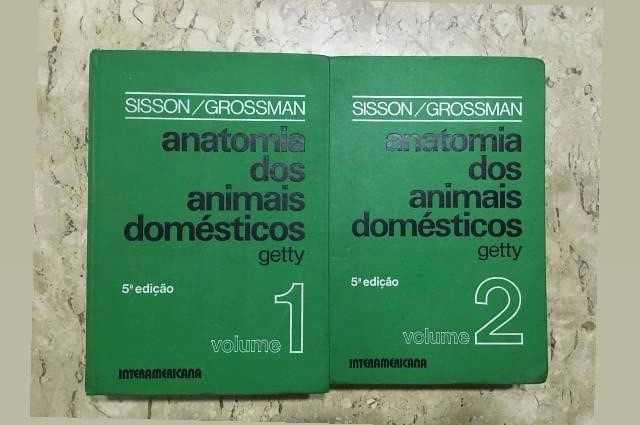 SISSON/GROSSMAN
anatomia
dos
animais
domésticos
getty
5ª edição
volume 1
INTERAMERICANA
SISSON/GROSSMAN
anatomia
dos
animais
domésticos
getty
5ª edição
volume 2
INTERAMERICANA